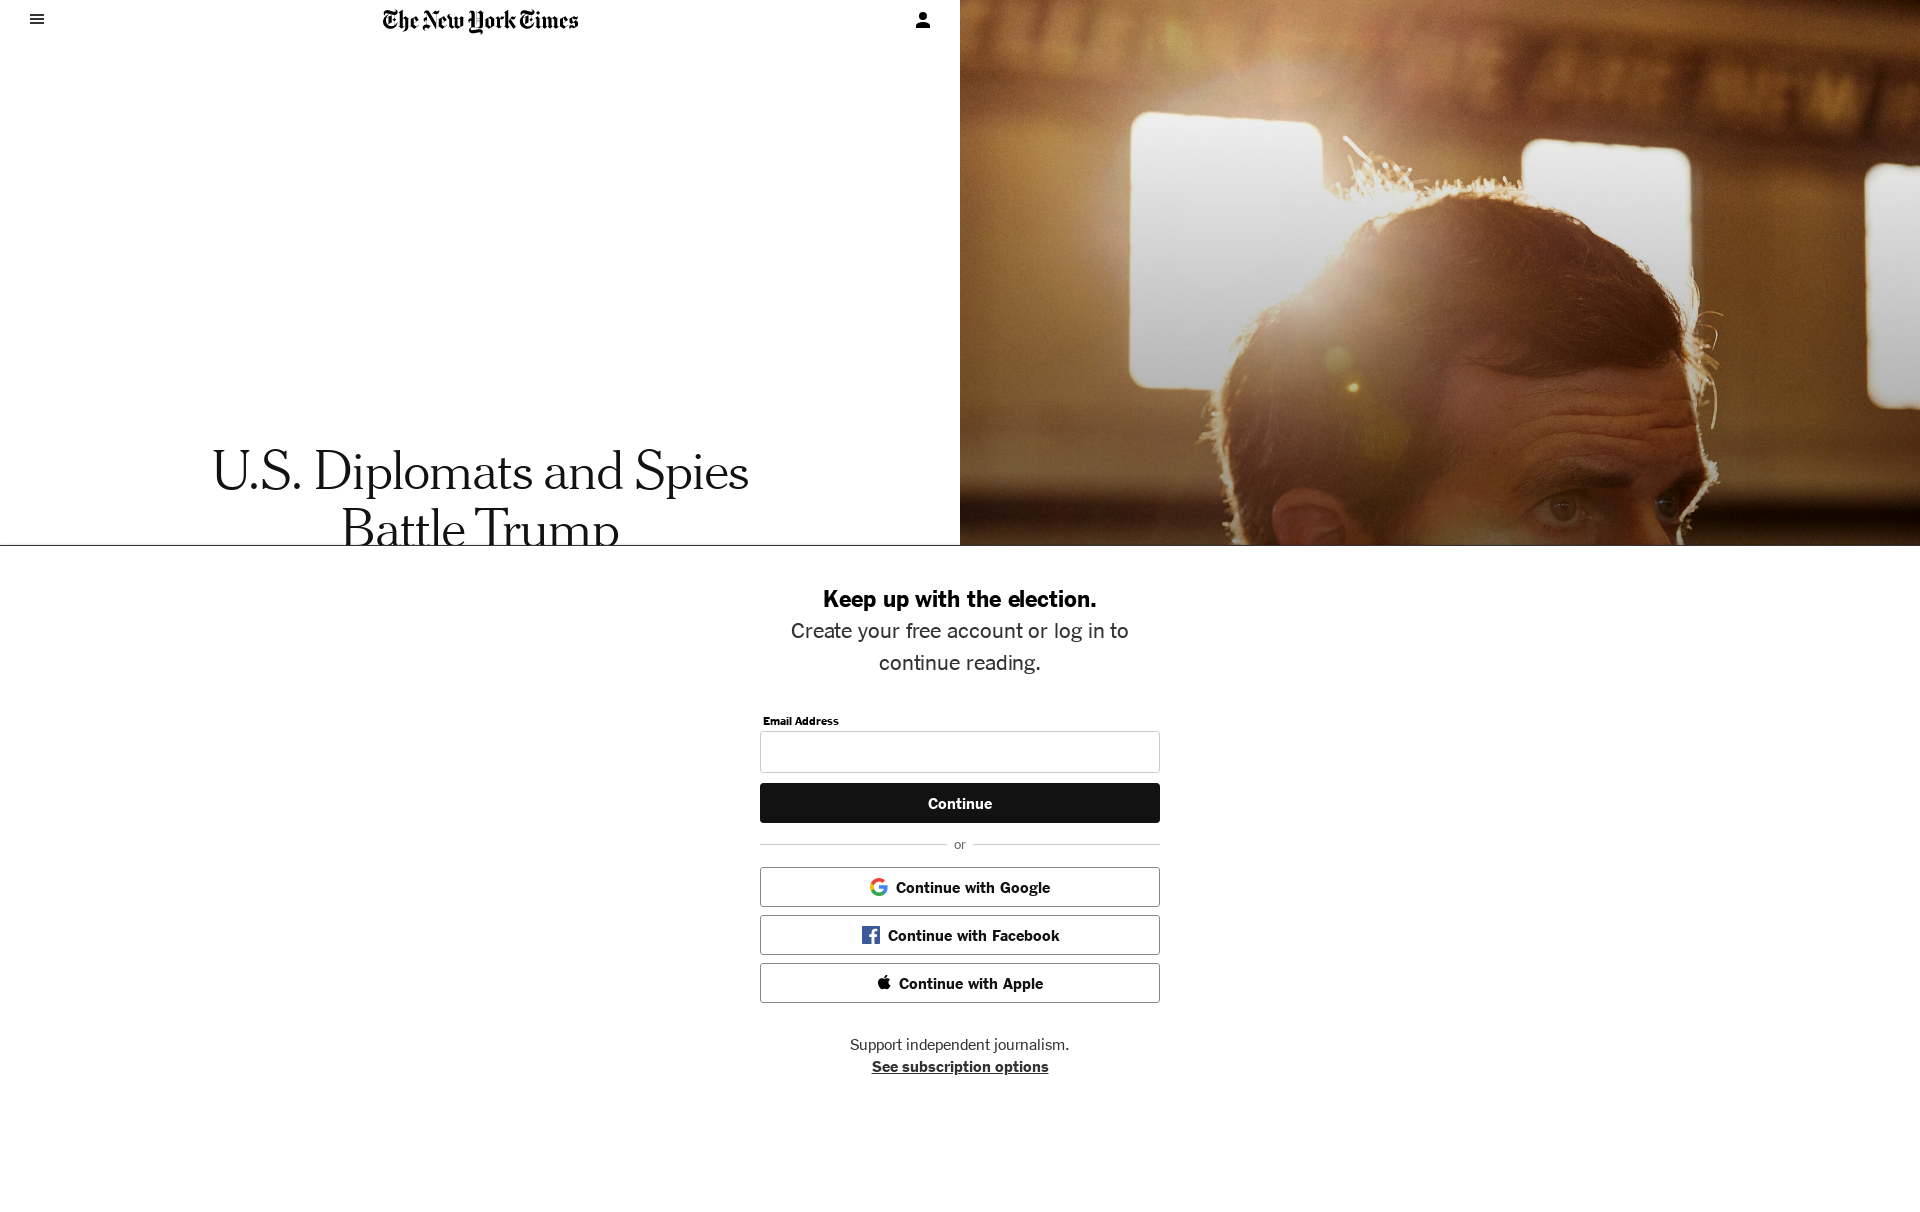 The New York Times
U.S. Diplomats and Spies
Battle Trump
Keep up with the election.
Create your free account or log in to
continue reading.
Email Address
Continue
or
Continue with Google
Continue with Facebook
Continue with Apple
Support independent journalism.
See subscription options